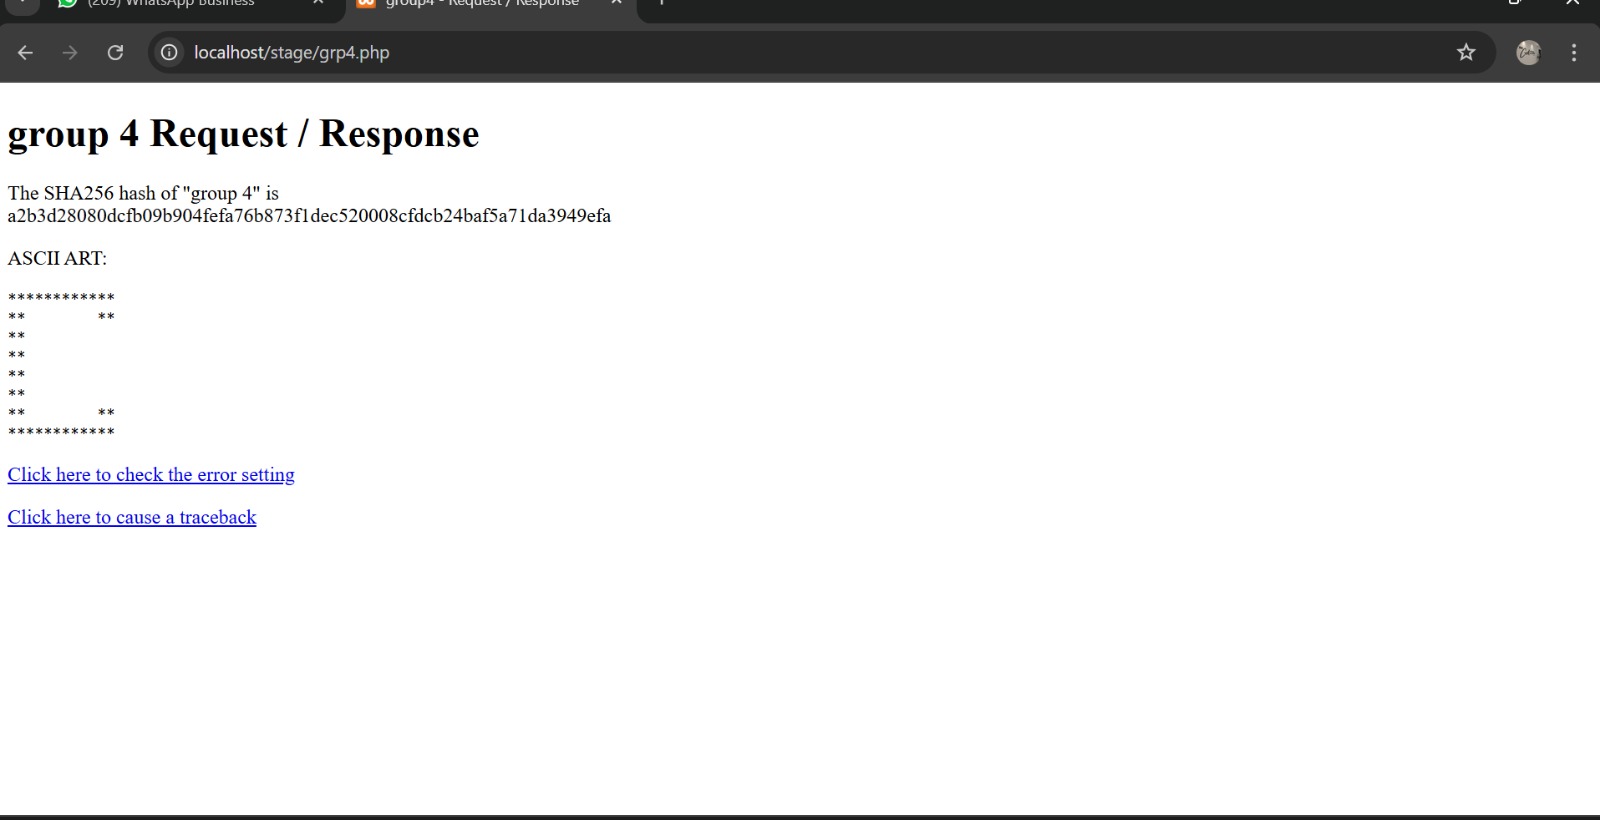 (209) WhatsApp Business
group4 - Request / Response
localhost/stage/grp4.php
group 4 Request / Response
The SHA256 hash of "group 4" is
a2b3d28080dcfb09b904fefa76b873f1dec520008cfdcb24baf5a71da3949efa
ASCII ART:
************
**        **
**
**
**
**
**        **
************
Click here to check the error setting
Click here to cause a traceback